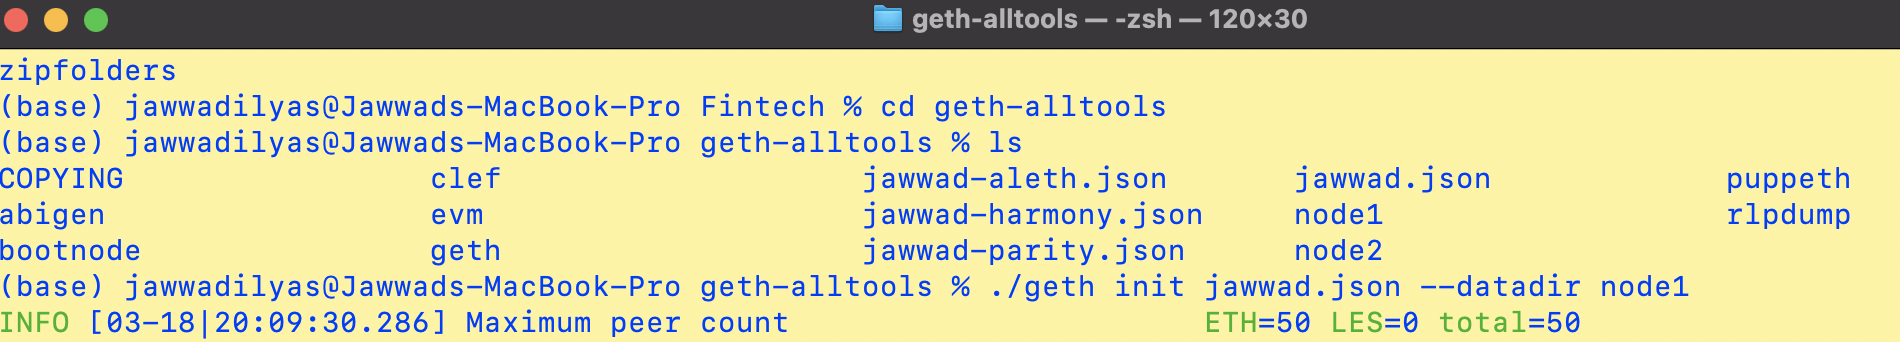 geth-alltools — -zsh — 120×30
zipfolders
(base) jawwadilyas@Jawwads-MacBook-Pro Fintech % cd geth-alltools
(base) jawwadilyas@Jawwads-MacBook-Pro geth-alltools % ls
COPYING clef jawwad-aleth.json jawwad.json puppeth
abigen evm jawwad-harmony.json node1 rlpdump
bootnode geth jawwad-parity.json node2
(base) jawwadilyas@Jawwads-MacBook-Pro geth-alltools % ./geth init jawwad.json --datadir node1
INFO [03-18|20:09:30.286] Maximum peer count ETH=50 LES=0 total=50